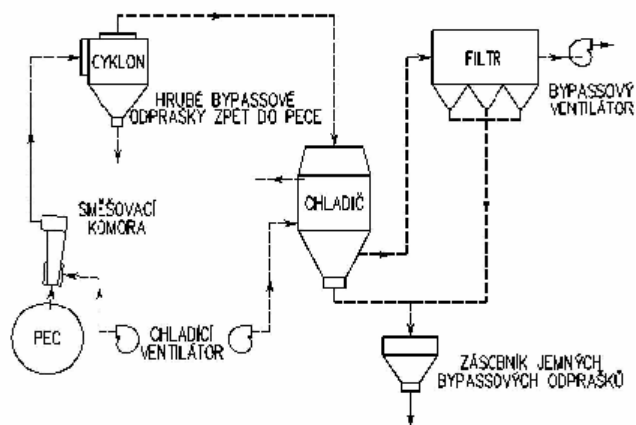 CYKLON
HRUBÉ BYPASSOVÉ
ODPRAŠKY ZPĚT DO PECE
FILTR
BYPASSOVÝ
VENTILÁTOR
CHLADIČ
SMĚŠOVACÍ
KOMORA
PEC
CHLADÍCÍ
VENTILÁTOR
ZÁSOBNÍK JEMNÝCH
BYPASSOVÝCH ODPRAŠKŮ